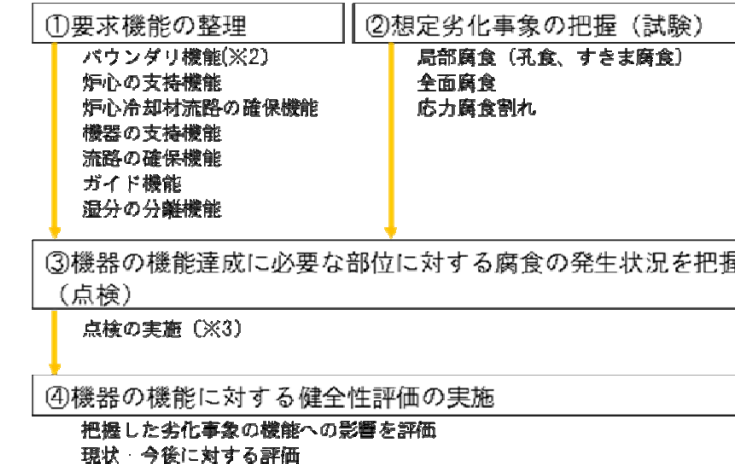 ①要求機能の整理
バウンダリ機能(※2)
炉心の支持機能
炉心冷却材流路の確保機能
機器の支持機能
流路の確保機能
ガイド機能
湿分の分離機能
②想定劣化事象の把握（試験）
局部腐食（孔食、すきま腐食）
全面腐食
応力腐食割れ
③機器の機能達成に必要な部位に対する腐食の発生状況を把握
（点検）
点検の実施（※3）
④機器の機能に対する健全性評価の実施
把握した劣化事象の機能への影響を評価
現状・今後に対する評価